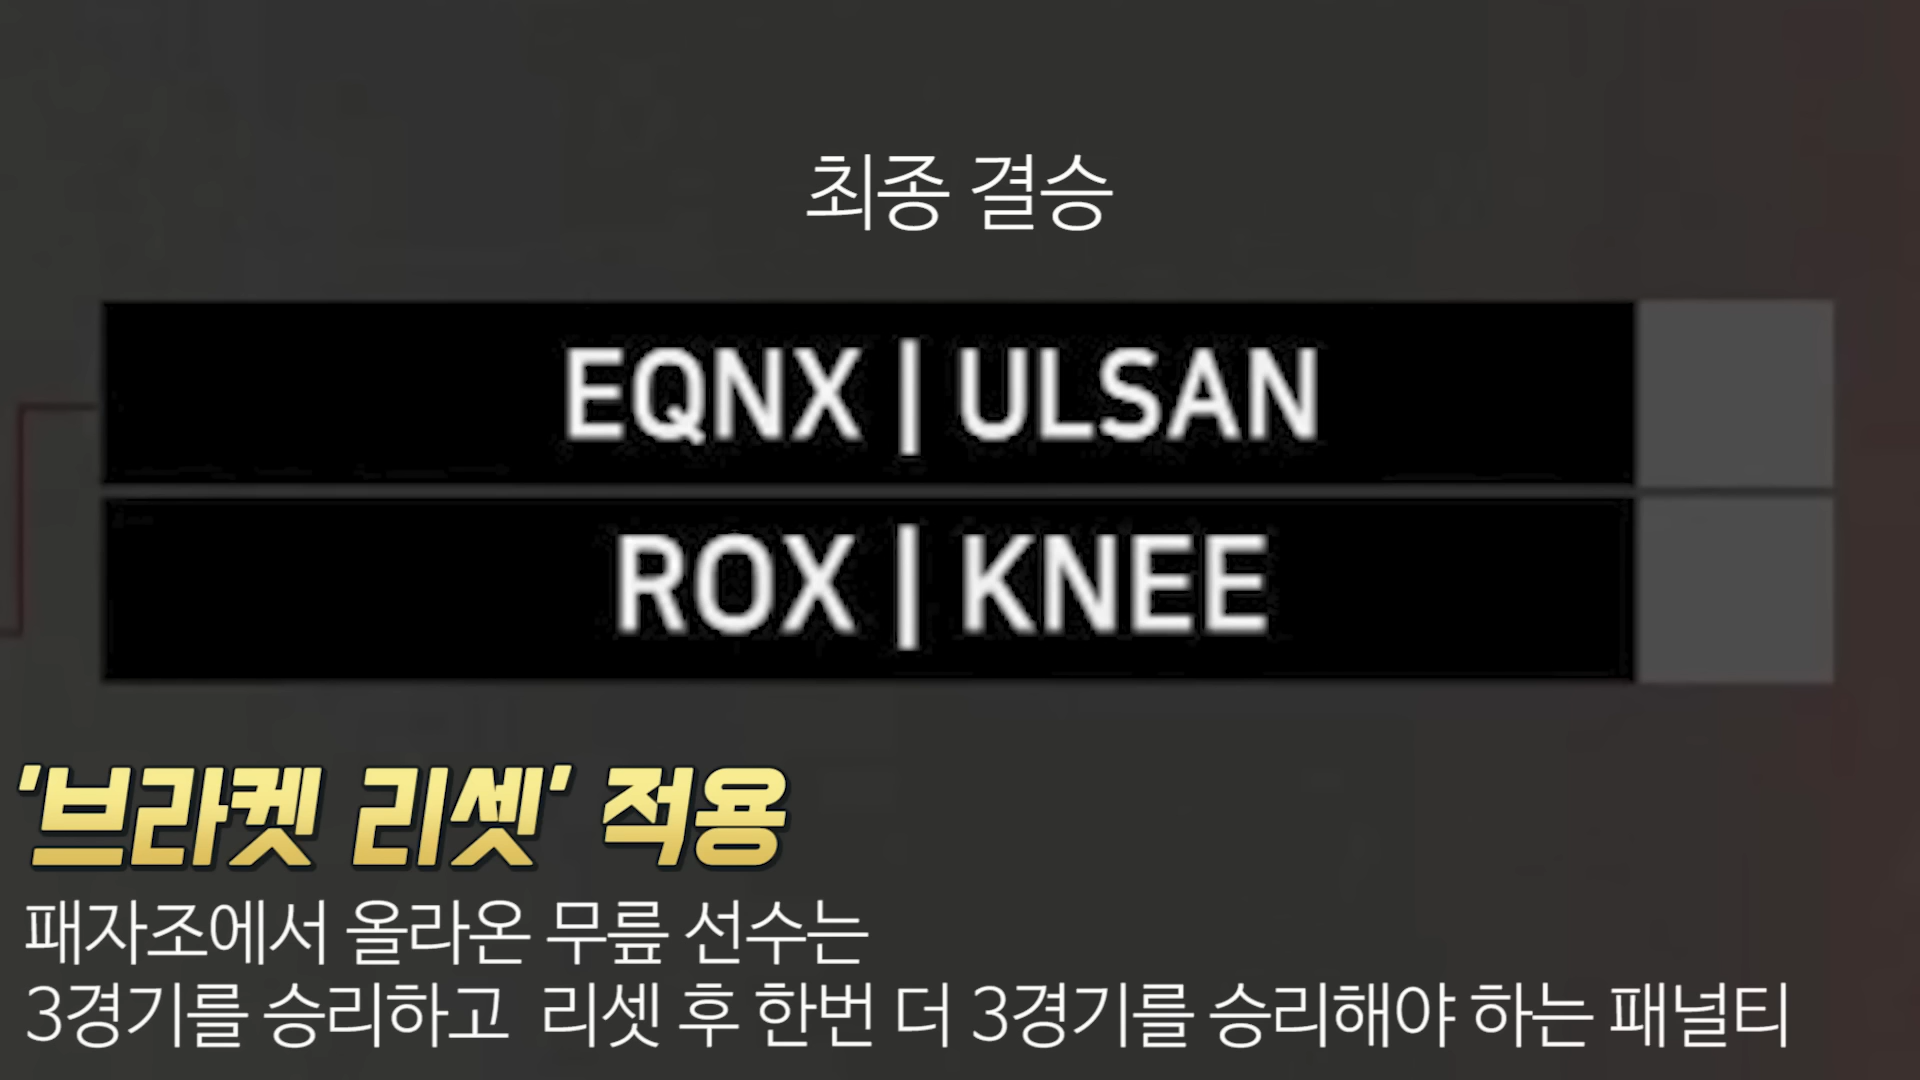 최종 결승
EQNX | ULSAN
ROX | KNEE
'브라켓 리셋' 적용
패자조에서 올라온 무릎 선수는
3경기를 승리하고 리셋 후 한번 더 3경기를 승리해야 하는 패널티